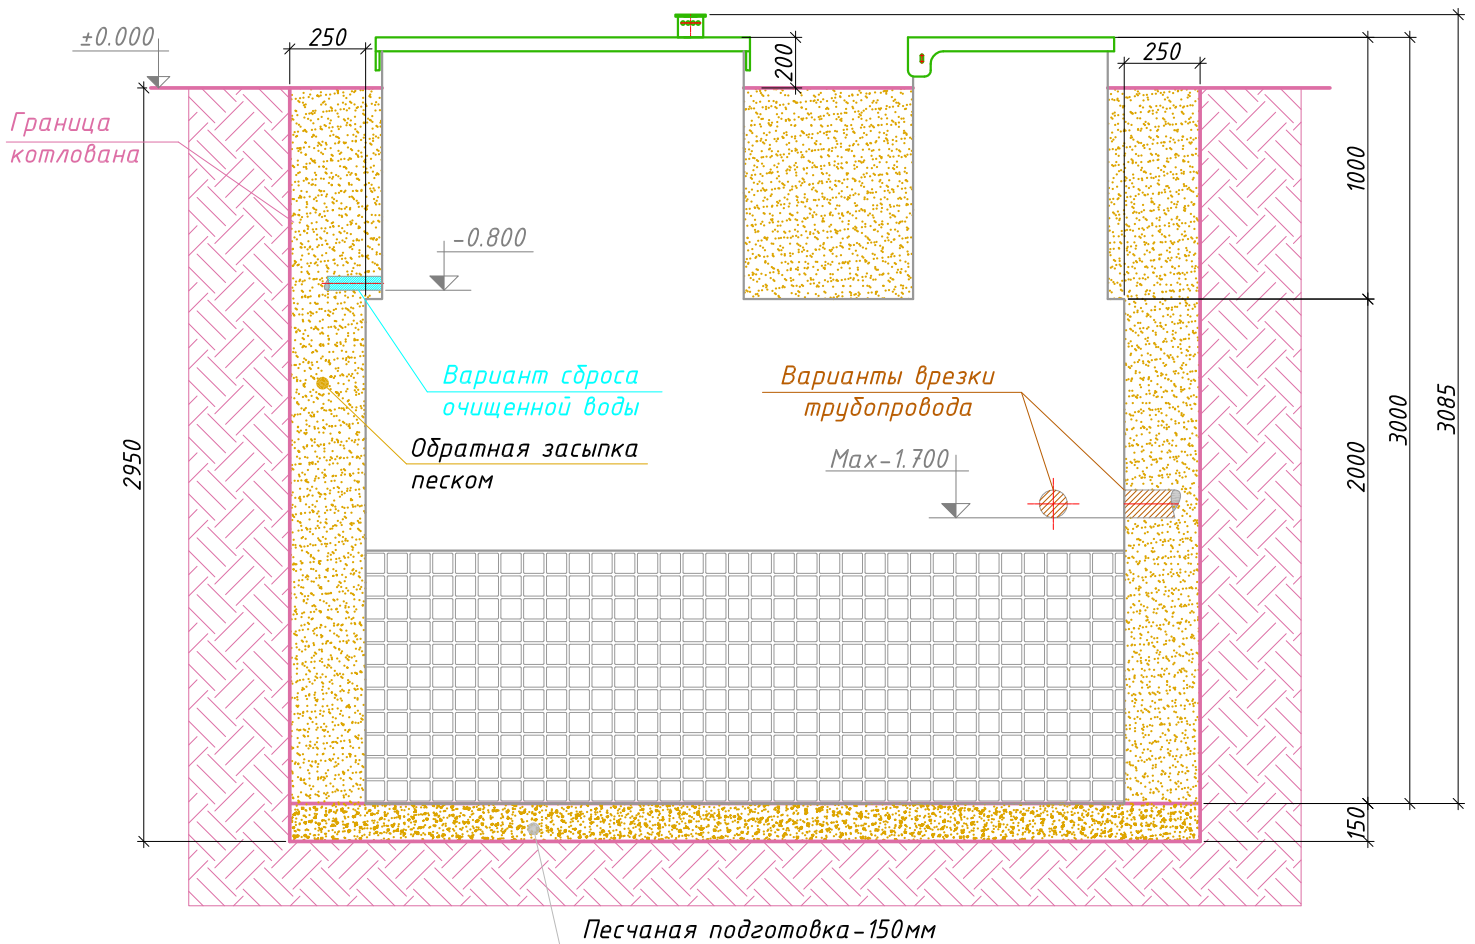 ±0.000
250
200
250
Граница
котлована
1000
-0.800
Вариант сброса
очищенной воды
Варианты врезки
трубопровода
3000
3085
Обратная засыпка
песком
Max-1.700
2950
2000
150
Песчаная подготовка-150мм